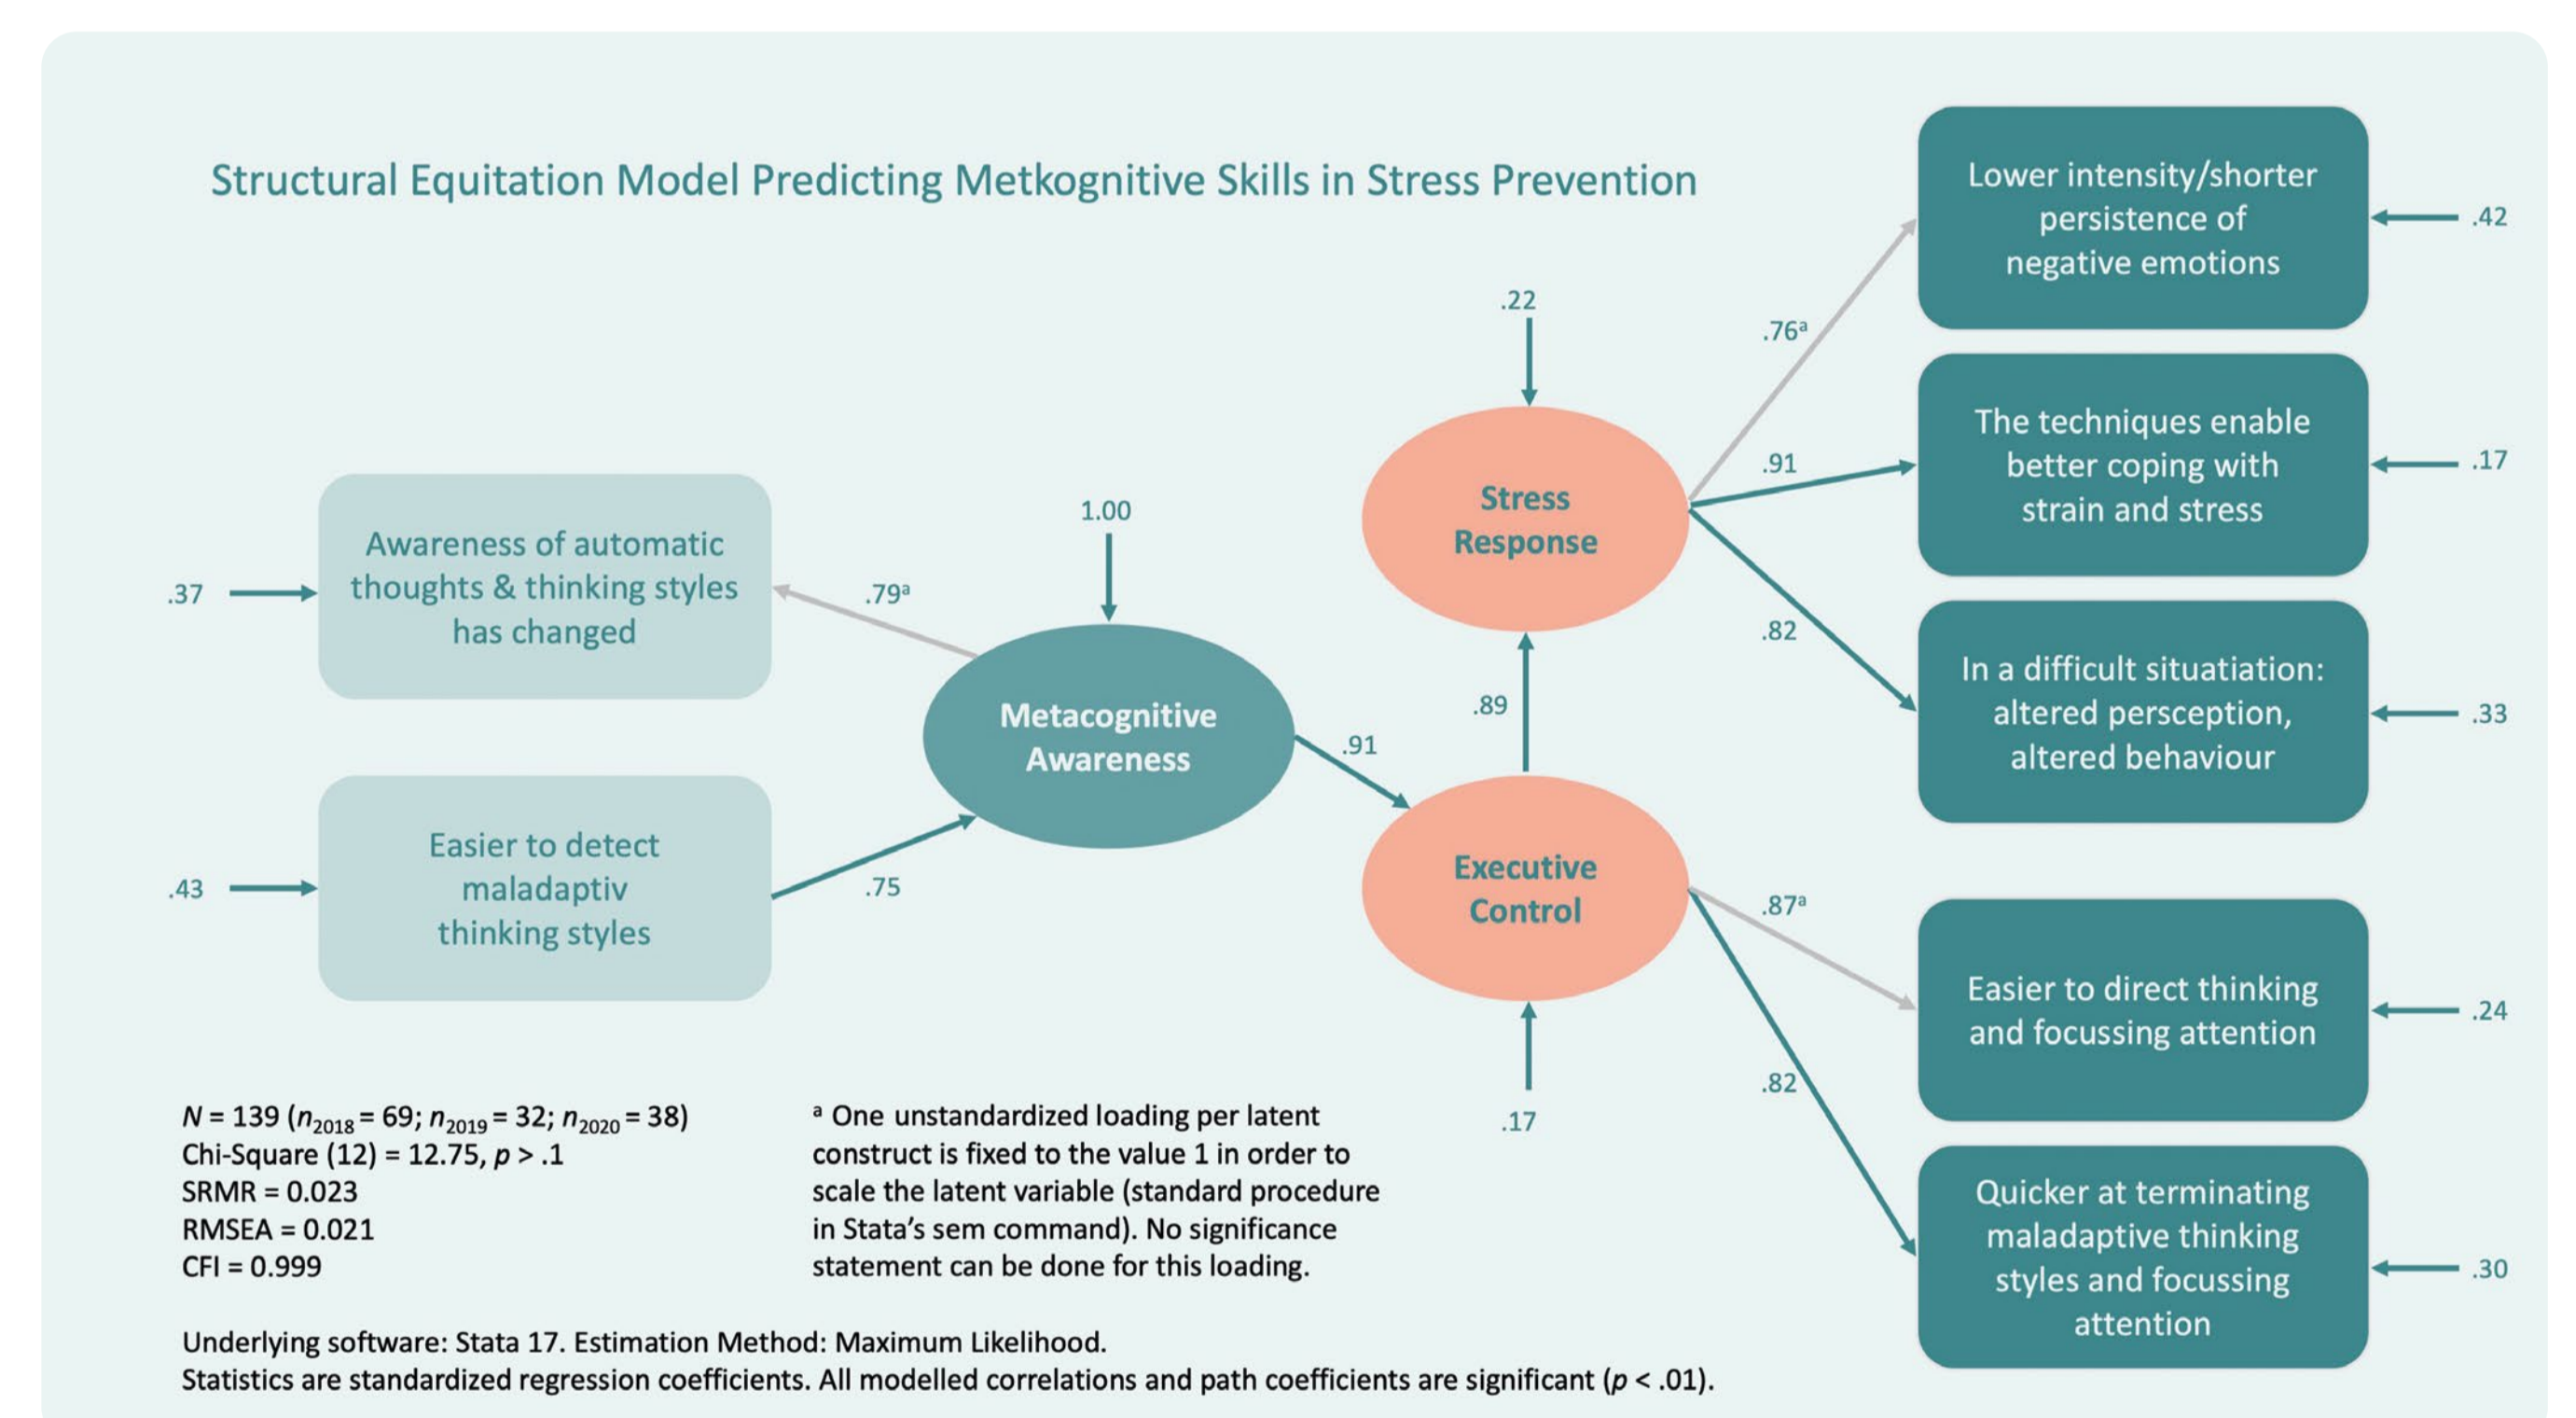 Structural Equitation Model Predicting Metkognitive Skills in Stress Prevention
.37
Awareness of automatic
thoughts & thinking styles
has changed
.79ᵃ
.43
Easier to detect
maladaptiv
thinking styles
.75
1.00
Metacognitive
Awareness
.91
.22
Stress
Response
.89
Executive
Control
.17
.76ᵃ
.91
.82
.87ᵃ
.82
Lower intensity/shorter
persistence of
negative emotions
.42
The techniques enable
better coping with
strain and stress
.17
In a difficult situatiation:
altered persception,
altered behaviour
.33
Easier to direct thinking
and focussing attention
.24
Quicker at terminating
maladaptive thinking
styles and focussing
attention
.30
N = 139 (n₂₀₁₈ = 69; n₂₀₁₉ = 32; n₂₀₂₀ = 38)
Chi-Square (12) = 12.75, p > .1
SRMR = 0.023
RMSEA = 0.021
CFI = 0.999
ᵃ One unstandardized loading per latent
construct is fixed to the value 1 in order to
scale the latent variable (standard procedure
in Stata’s sem command). No significance
statement can be done for this loading.
Underlying software: Stata 17. Estimation Method: Maximum Likelihood.
Statistics are standardized regression coefficients. All modelled correlations and path coefficients are significant (p < .01).